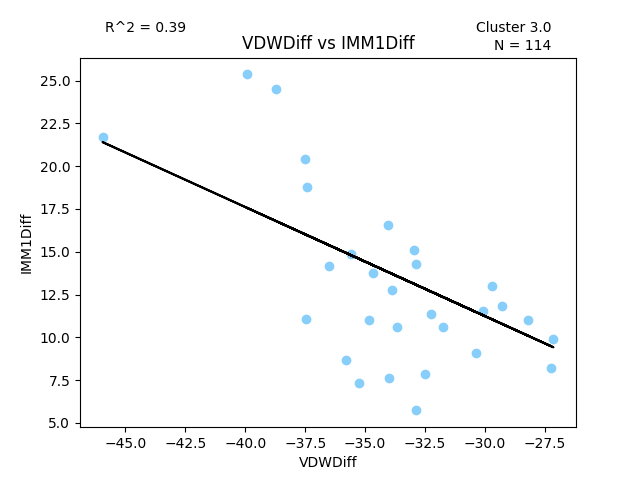 R^2 = 0.39
Cluster 3.0
N = 114
VDWDiff vs IMM1Diff
25.0
22.5
20.0
17.5
15.0
12.5
10.0
7.5
5.0
IMM1Diff
−45.0 −42.5 −40.0 −37.5 −35.0 −32.5 −30.0 −27.5
VDWDiff